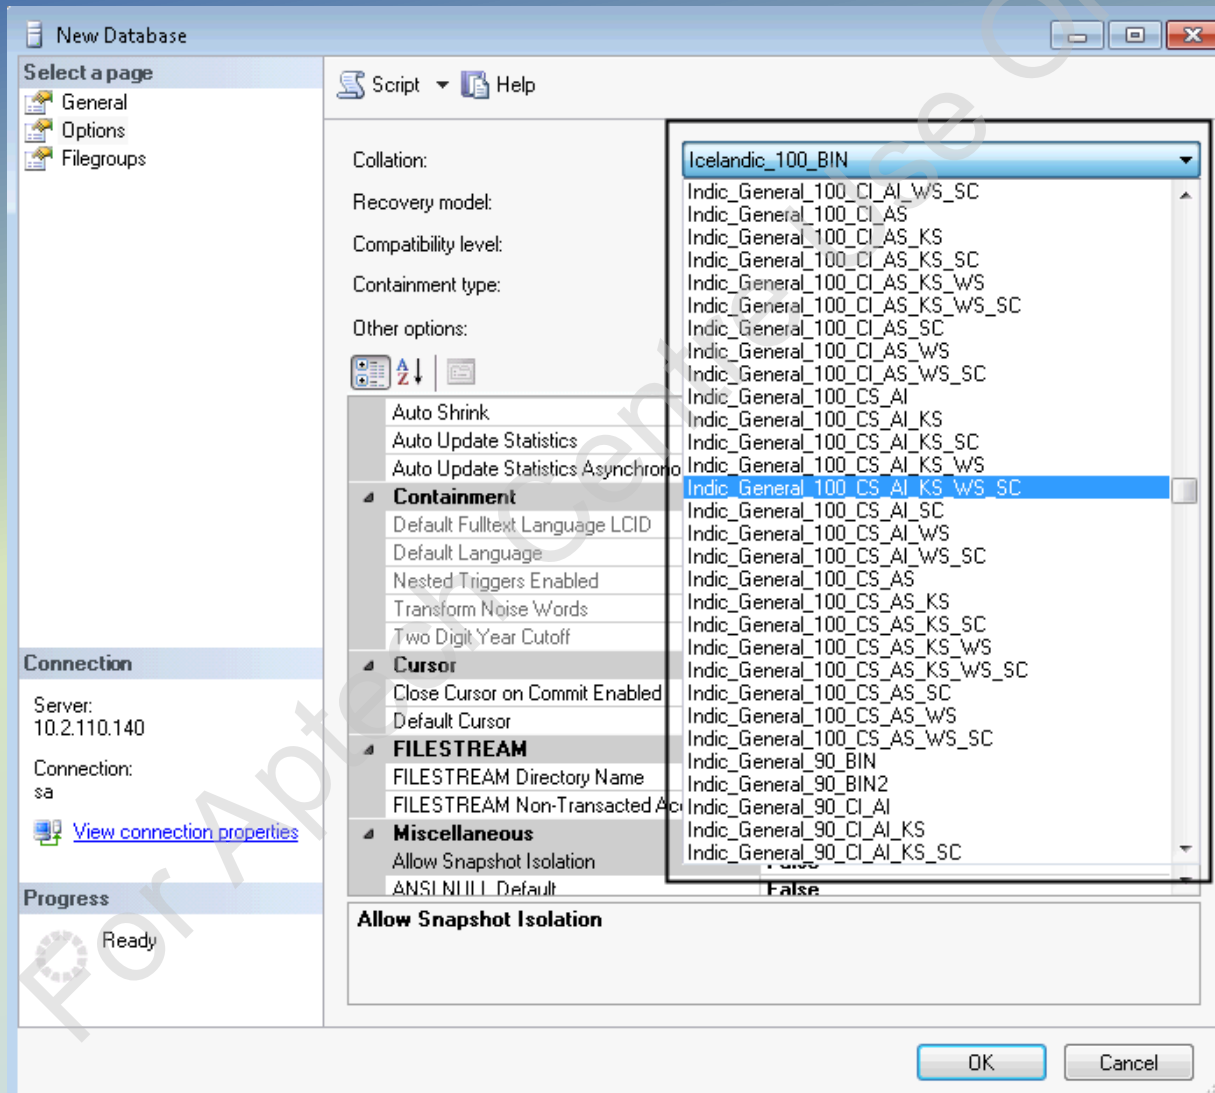 New Database
Select a page
General
Options
Filegroups
Script
Help
Collation:
Icelandic_100_BIN
Recovery model:
Compatibility level:
Containment type:
Other options:
Indic_General_100_CI_AI_WS_SC
Indic_General_100_CI_AS
Indic_General_100_CI_AS_KS
Indic_General_100_CI_AS_KS_SC
Indic_General_100_CI_AS_KS_WS
Indic_General_100_CI_AS_KS_WS_SC
Indic_General_100_CI_AS_SC
Indic_General_100_CI_AS_WS
Indic_General_100_CI_AS_WS_SC
Indic_General_100_CS_AI
Indic_General_100_CS_AI_KS
Indic_General_100_CS_AI_KS_SC
Indic_General_100_CS_AI_KS_WS
Indic_General_100_CS_AI_KS_WS_SC
Indic_General_100_CS_AI_SC
Indic_General_100_CS_AI_WS
Indic_General_100_CS_AI_WS_SC
Indic_General_100_CS_AS
Indic_General_100_CS_AS_KS
Indic_General_100_CS_AS_KS_SC
Indic_General_100_CS_AS_KS_WS
Indic_General_100_CS_AS_KS_WS_SC
Indic_General_100_CS_AS_SC
Indic_General_100_CS_AS_WS
Indic_General_100_CS_AS_WS_SC
Indic_General_90_BIN
Indic_General_90_BIN2
Indic_General_90_CI_AI
Indic_General_90_CI_AI_KS
Indic_General_90_CI_AI_KS_SC
Auto Shrink
Auto Update Statistics
Auto Update Statistics Asynchrono
Containment
Default Fulltext Language LCID
Default Language
Nested Triggers Enabled
Transform Noise Words
Two Digit Year Cutoff
Cursor
Close Cursor on Commit Enabled
Default Cursor
FILESTREAM
FILESTREAM Directory Name
FILESTREAM Non-Transacted Acc
Miscellaneous
Allow Snapshot Isolation False
ANSI NULL Default False
Allow Snapshot Isolation
Connection
Server:
10.2.110.140
Connection:
sa
View connection properties
Progress
Ready
OK
Cancel
For Aptech Centre Use